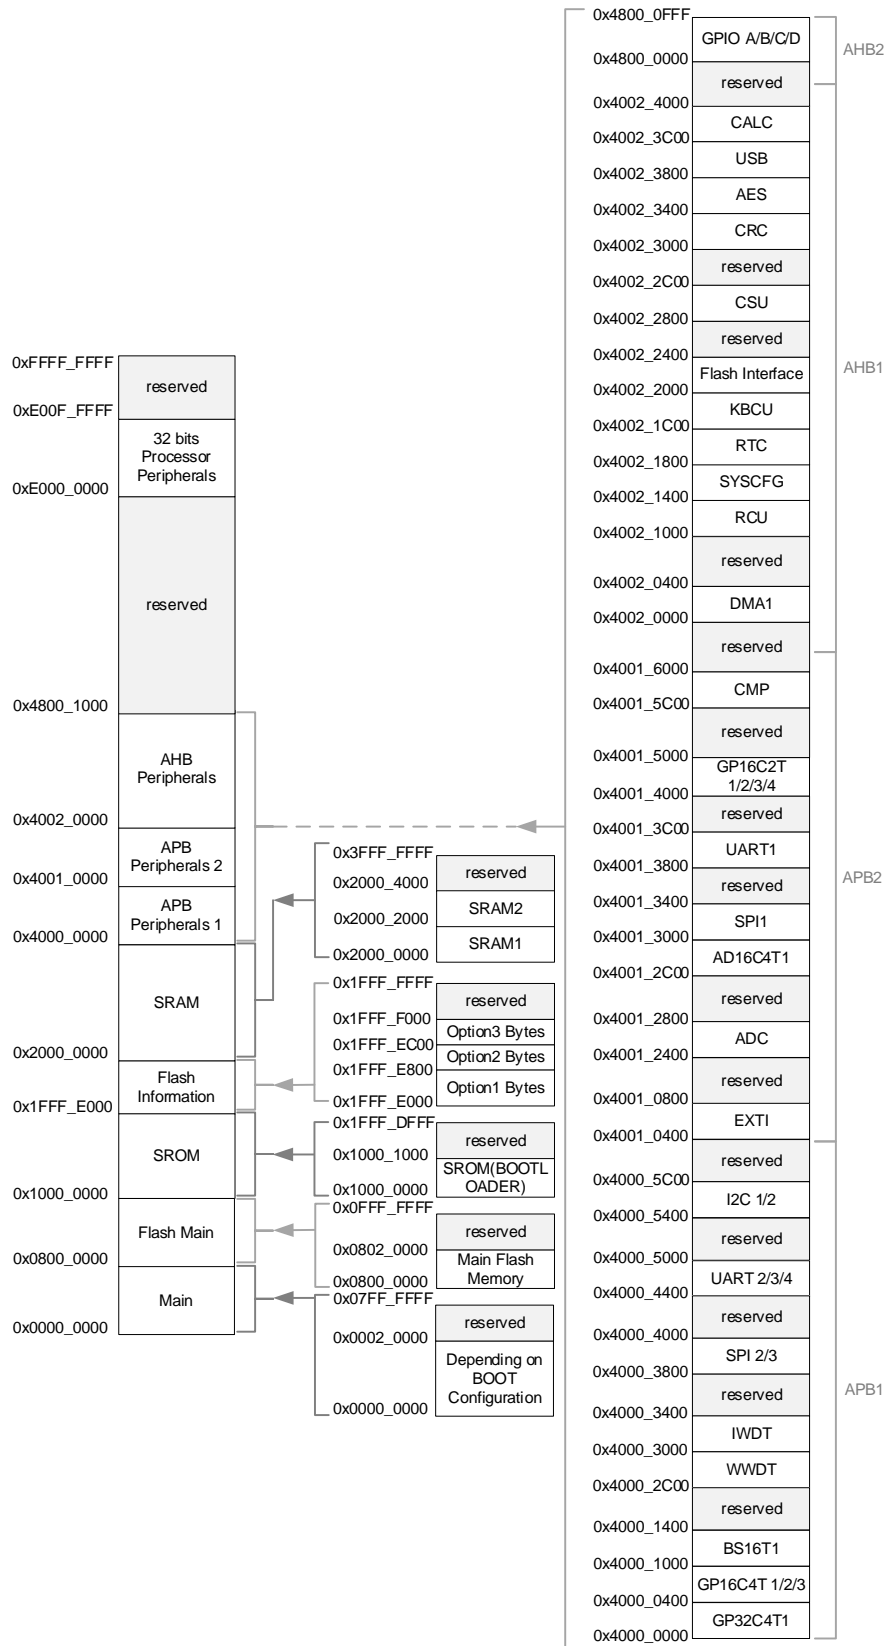 0xFFFF_FFFF
reserved
0xE00F_FFFF
32 bits
Processor
Peripherals
0xE000_0000
reserved
0x4800_1000
AHB
Peripherals
0x4002_0000
APB
Peripherals 2
0x4001_0000
APB
Peripherals 1
0x4000_0000
SRAM
0x2000_0000
Flash
Information
0x1FFF_E000
SROM
0x1000_0000
Flash Main
0x0800_0000
Main
0x0000_0000
0x3FFF_FFFF
reserved
0x2000_4000
SRAM2
0x2000_2000
SRAM1
0x2000_0000
0x1FFF_FFFF
reserved
0x1FFF_F000
Option3 Bytes
0x1FFF_EC00
Option2 Bytes
0x1FFF_E800
Option1 Bytes
0x1FFF_E000
0x1FFF_DFFF
reserved
0x1000_1000
SROM(BOOTL
OADER)
0x1000_0000
0x0FFF_FFFF
reserved
0x0802_0000
Main Flash
Memory
0x0800_0000
0x07FF_FFFF
reserved
0x0002_0000
Depending on
BOOT
Configuration
0x0000_0000
0x4800_0FFF
GPIO A/B/C/D
0x4800_0000
reserved
0x4002_4000
CALC
0x4002_3C00
USB
0x4002_3800
AES
0x4002_3400
CRC
0x4002_3000
reserved
0x4002_2C00
CSU
0x4002_2800
reserved
0x4002_2400
Flash Interface
0x4002_2000
KBCU
0x4002_1C00
RTC
0x4002_1800
SYSCFG
0x4002_1400
RCU
0x4002_1000
reserved
0x4002_0400
DMA1
0x4002_0000
reserved
0x4001_6000
CMP
0x4001_5C00
reserved
0x4001_5000
GP16C2T
1/2/3/4
0x4001_4000
reserved
0x4001_3C00
UART1
0x4001_3800
reserved
0x4001_3400
SPI1
0x4001_3000
AD16C4T1
0x4001_2C00
reserved
0x4001_2800
ADC
0x4001_2400
reserved
0x4001_0800
EXTI
0x4001_0400
reserved
0x4000_5C00
I2C 1/2
0x4000_5400
reserved
0x4000_5000
UART 2/3/4
0x4000_4400
reserved
0x4000_4000
SPI 2/3
0x4000_3800
reserved
0x4000_3400
IWDT
0x4000_3000
WWDT
0x4000_2C00
reserved
0x4000_1400
BS16T1
0x4000_1000
GP16C4T 1/2/3
0x4000_0400
GP32C4T1
0x4000_0000
AHB2
AHB1
APB2
APB1